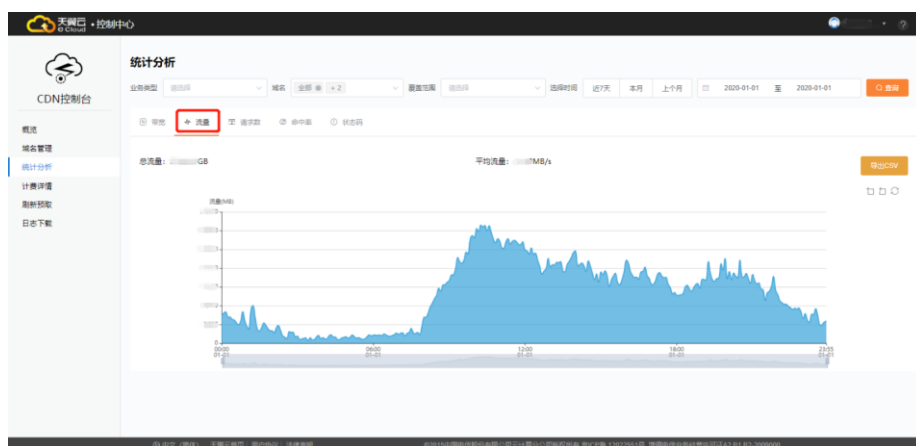 天翼云 e Cloud · 控制中心
统计分析
CDN控制台
业务类型 请选择 域名 全部 + 2 覆盖范围 请选择 选择时间 近7天 本月 上个月 2020-01-01 至 2020-01-01 查询
带宽 流量 请求数 命中率 状态码
概览
域名管理
统计分析
计费详情
刷新预取
日志下载
总流量: GB 平均流量: MB/s 导出CSV
流量(MB)
0
00:00 06:00 12:00 18:00 23:55
01-01 01-01 01-01 01-01 01-01